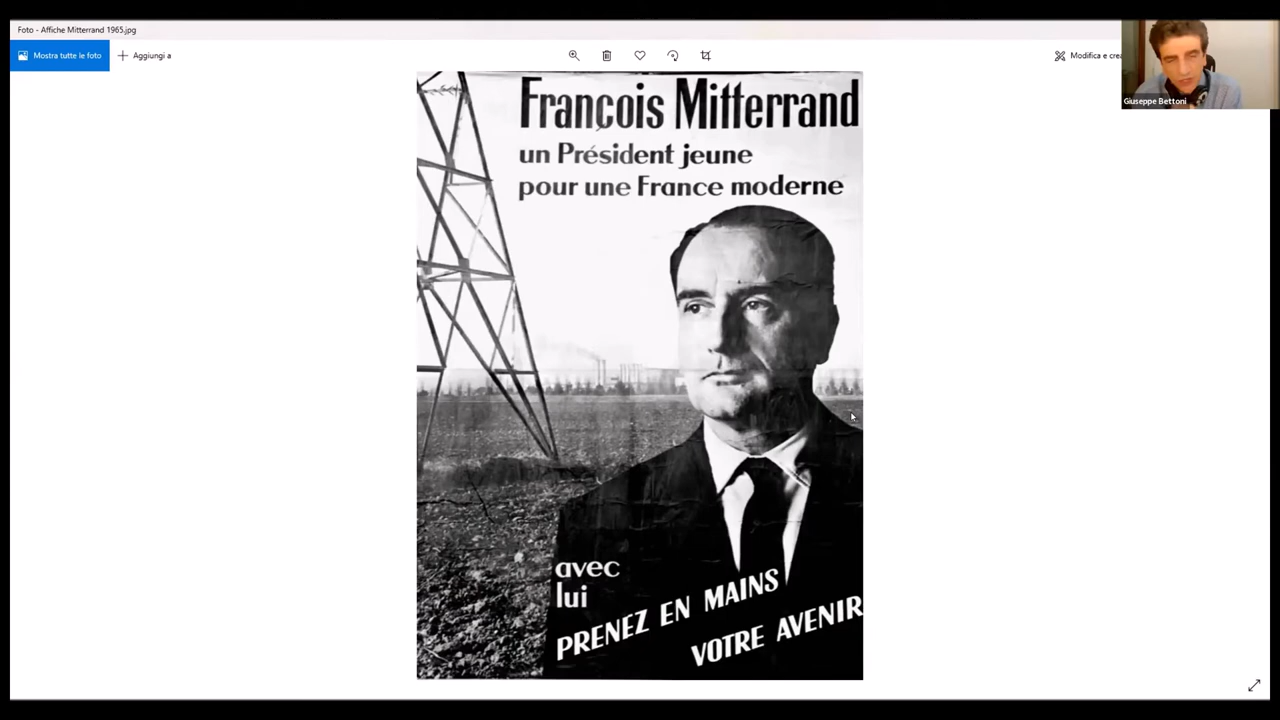 Foto - Affiche Mitterrand 1965.jpg
Mostra tutte le foto
Aggiungi a
Modifica e crea
Giuseppe Bettoni
François Mitterrand
un Président jeune
pour une France moderne
avec
lui
PRENEZ EN MAINS
VOTRE AVENIR